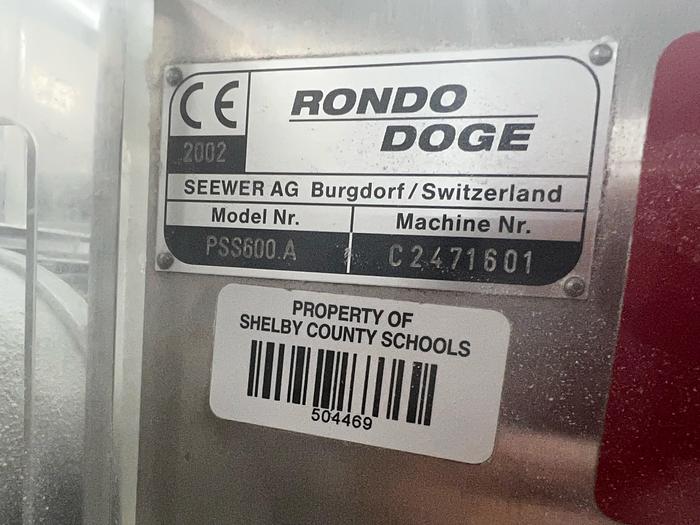 CE
RONDO
DOGE
2002
SEEWER AG Burgdorf/Switzerland
Model Nr. Machine Nr.
PSS600.A C2471601
PROPERTY OF
SHELBY COUNTY SCHOOLS
504469